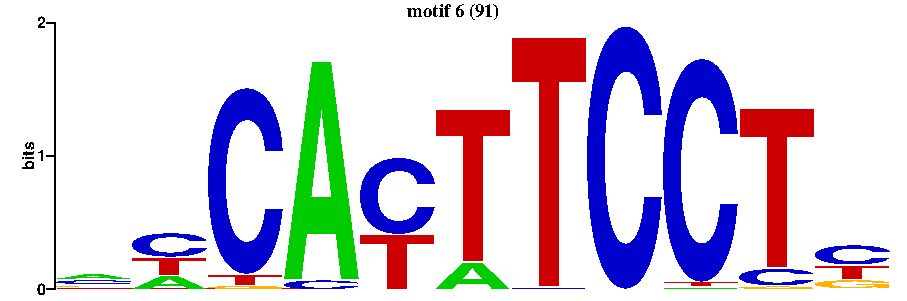 motif 6 (91)
2
bits
1
0
A C
C T A
C T
A C
C T
T A
T
C
C T
T C
C T G